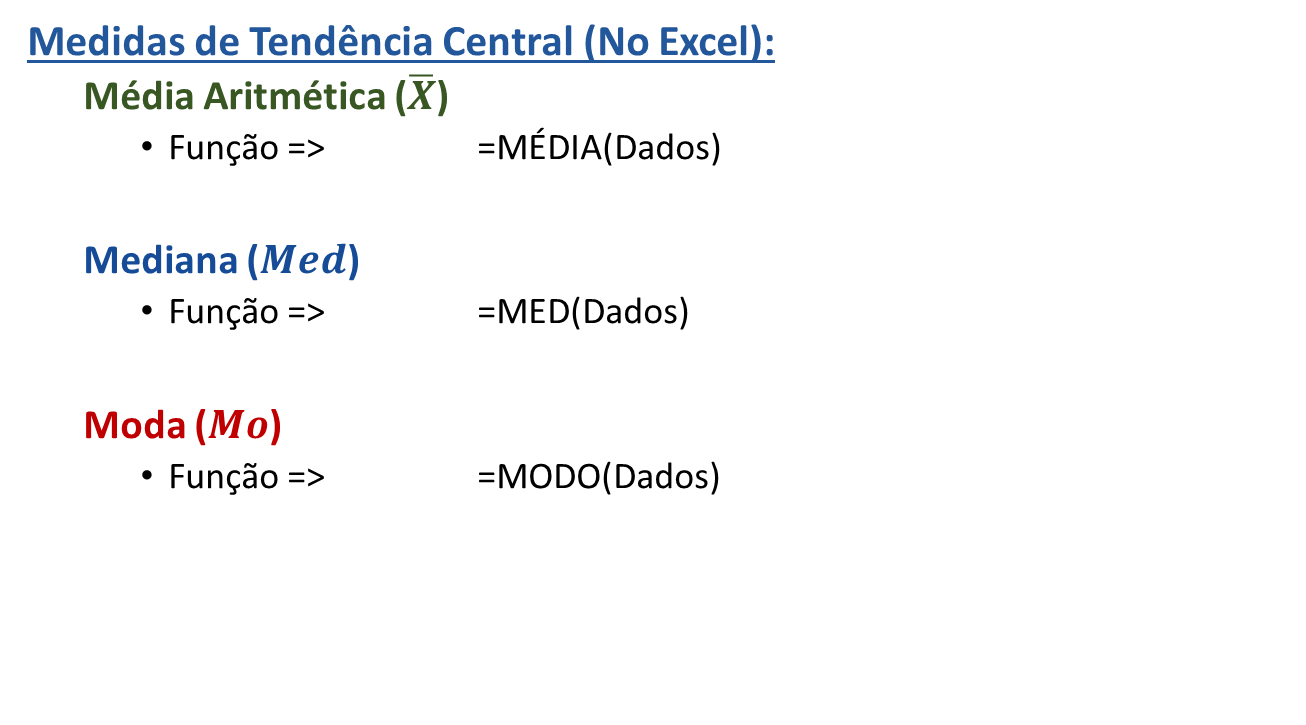 Medidas de Tendência Central (No Excel):
Média Aritmética (X̅)
• Função => =MÉDIA(Dados)
Mediana (Med)
• Função => =MED(Dados)
Moda (Mo)
• Função => =MODO(Dados)